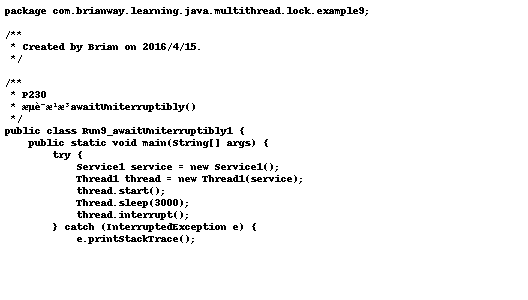 package com.brianway.learning.java.multithread.lock.example9;

/**
 * Created by Brian on 2016/4/15.
 */

/**
 * P230
 * æµè¯æ¹æ³awaitUniterruptibly()
 */
public class Run9_awaitUniterruptibly1 {
    public static void main(String[] args) {
        try {
            Service1 service = new Service1();
            Thread1 thread = new Thread1(service);
            thread.start();
            Thread.sleep(3000);
            thread.interrupt();
        } catch (InterruptedException e) {
            e.printStackTrace();